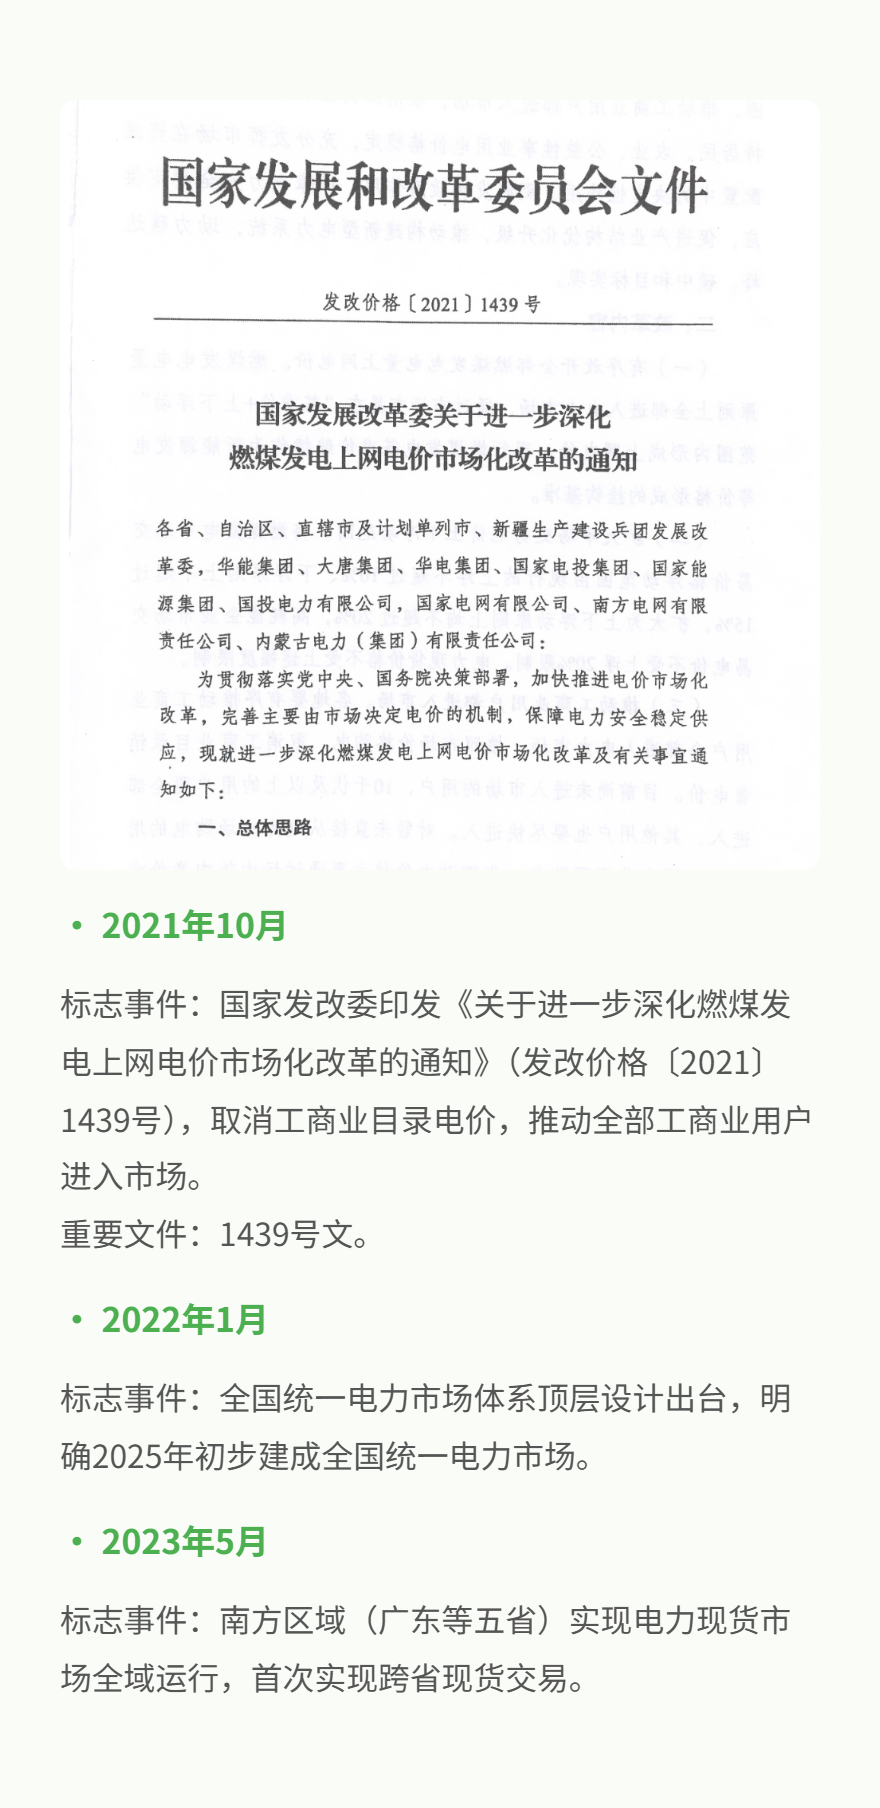 国家发展和改革委员会文件
发改价格〔2021〕1439 号
国家发展改革委关于进一步深化
燃煤发电上网电价市场化改革的通知
各省、自治区、直辖市及计划单列市、新疆生产建设兵团发展改
革委，华能集团、大唐集团、华电集团、国家电投集团、国家能
源集团、国投电力有限公司，国家电网有限公司、南方电网有限
责任公司、内蒙古电力（集团）有限责任公司：
为贯彻落实党中央、国务院决策部署，加快推进电价市场化
改革，完善主要由市场决定电价的机制，保障电力安全稳定供
应，现就进一步深化燃煤发电上网电价市场化改革及有关事宜通
知如下：
一、总体思路
· 2021年10月
标志事件：国家发改委印发《关于进一步深化燃煤发
电上网电价市场化改革的通知》（发改价格〔2021〕
1439号），取消工商业目录电价，推动全部工商业用户
进入市场。
重要文件：1439号文。
· 2022年1月
标志事件：全国统一电力市场体系顶层设计出台，明
确2025年初步建成全国统一电力市场。
· 2023年5月
标志事件：南方区域（广东等五省）实现电力现货市
场全域运行，首次实现跨省现货交易。